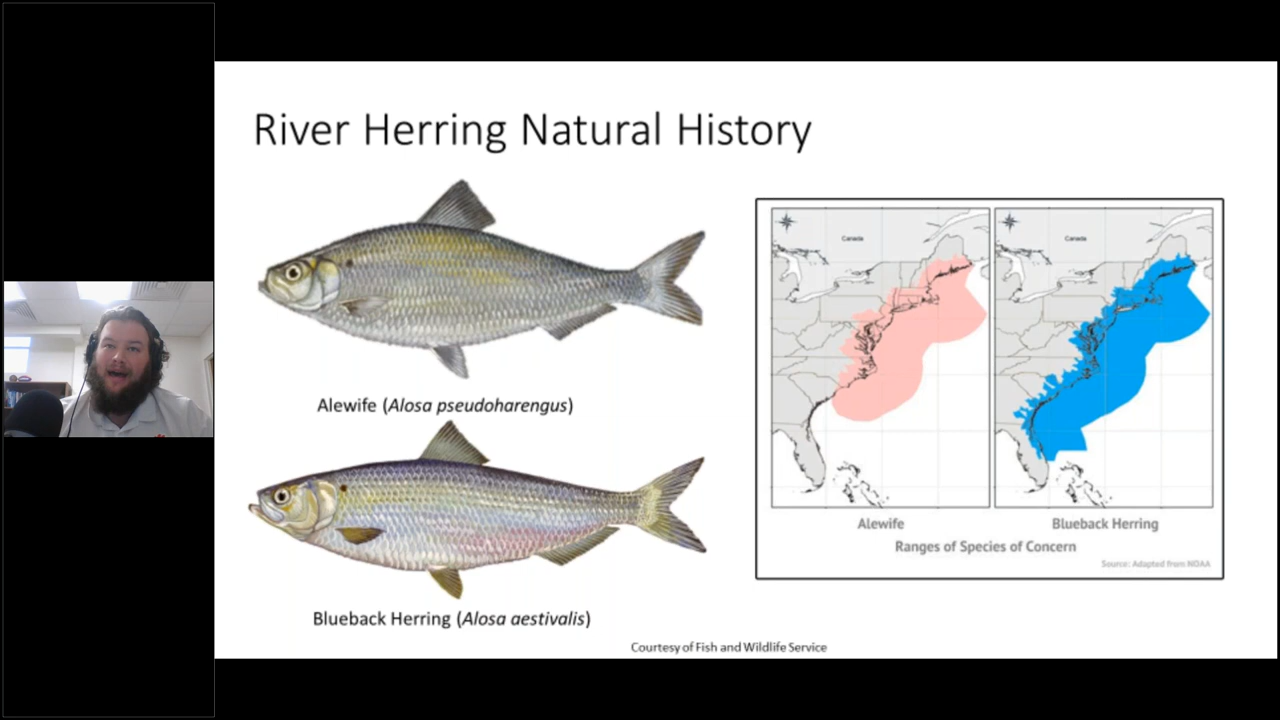 River Herring Natural History
Alewife (Alosa pseudoharengus)
Blueback Herring (Alosa aestivalis)
Canada
Canada
Alewife
Blueback Herring
Ranges of Species of Concern
Source: Adapted from NOAA
Courtesy of Fish and Wildlife Service